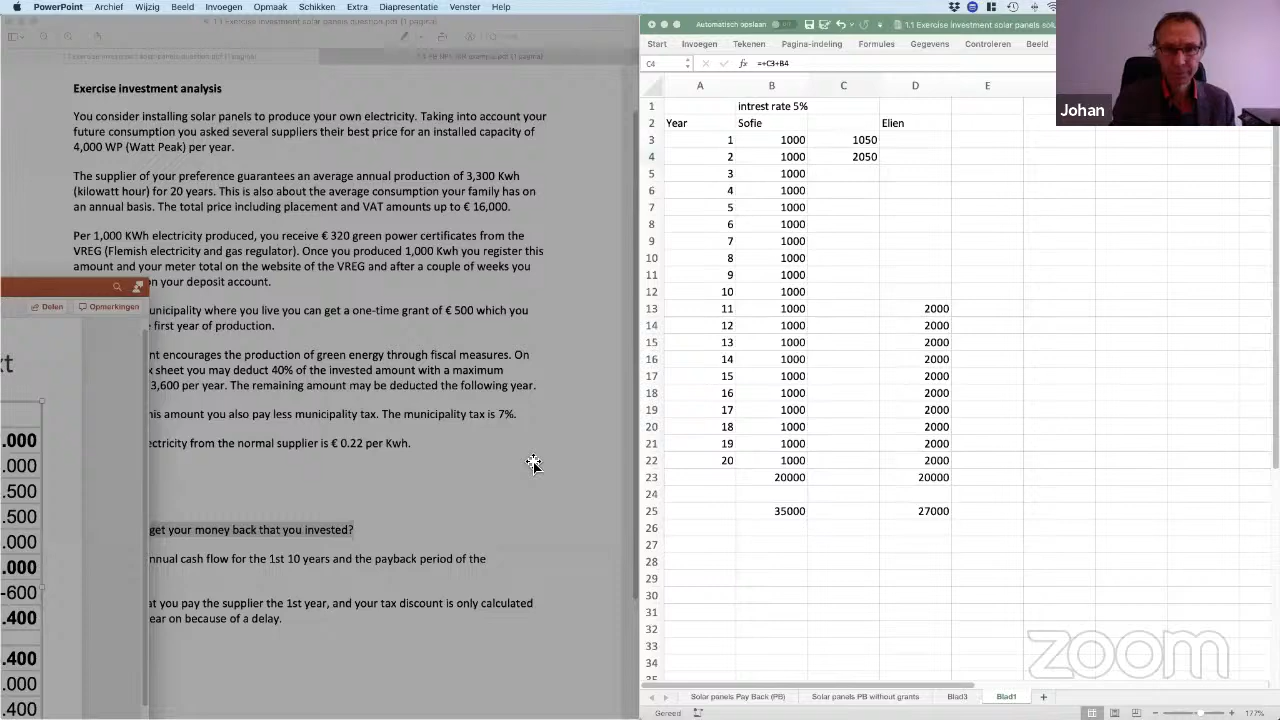 PowerPoint Archief Wijzig Beeld Invoegen Opmaak Schikken Extra Diapresentatie Venster Help
Exercise investment analysis
You consider installing solar panels to produce your own electricity. Taking into account your
future consumption you asked several suppliers their best price for an installed capacity of
4,000 WP (Watt Peak) per year.
The supplier of your preference guarantees an average annual production of 3,300 Kwh
(kilowatt hour) for 20 years. This is also about the average consumption your family has on
an annual basis. The total price including placement and VAT amounts up to € 16,000.
Per 1,000 KWh electricity produced, you receive € 320 green power certificates from the
VREG (Flemish electricity and gas regulator). Once you produced 1,000 Kwh you register this
amount and your meter total on the website of the VREG and after a couple of weeks you
on your deposit account.
unicipality where you live you can get a one-time grant of € 500 which you
e first year of production.
nt encourages the production of green energy through fiscal measures. On
x sheet you may deduct 40% of the invested amount with a maximum
3,600 per year. The remaining amount may be deducted the following year.
his amount you also pay less municipality tax. The municipality tax is 7%.
ectricity from the normal supplier is € 0.22 per Kwh.
get your money back that you invested?
nnual cash flow for the 1st 10 years and the payback period of the
at you pay the supplier the 1st year, and your tax discount is only calculated
ear on because of a delay.
Delen Opmerkingen
xt
.000
.000
.500
.500
.000
.000
-600
.400
.400
.000
.400
Automatisch opslaan 1.1 Exercise investment solar panels solu
Start Invoegen Tekenen Pagina-indeling Formules Gegevens Controleren Beeld
C4 fx =+C3+B4
A B C D E
1 intrest rate 5%
2 Year Sofie Elien
3 1 1000 1050
4 2 1000 2050
5 3 1000
6 4 1000
7 5 1000
8 6 1000
9 7 1000
10 8 1000
11 9 1000
12 10 1000
13 11 1000 2000
14 12 1000 2000
15 13 1000 2000
16 14 1000 2000
17 15 1000 2000
18 16 1000 2000
19 17 1000 2000
20 18 1000 2000
21 19 1000 2000
22 20 1000 2000
23 20000 20000
24
25 35000 27000
26
27
28
29
30
31
32
33
34
35
Solar panels Pay Back (PB) Solar panels PB without grants Blad3 Blad1 +
Gereed 177%
Johan
zoom